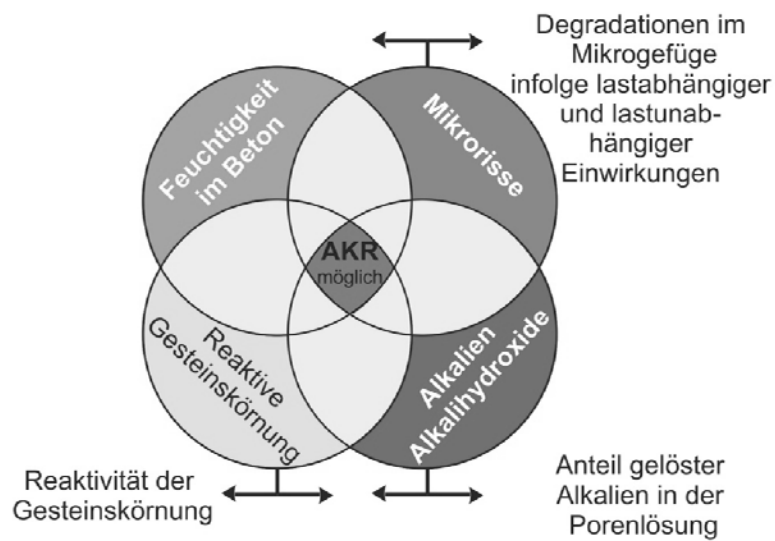 Degradationen im
Mikrogefüge
infolge lastabhängiger
und lastunab-
hängiger
Einwirkungen
Feuchtigkeit
im Beton
Mikrorisse
AKR
möglich
Reaktive
Gesteinskörnung
Alkalien
Alkalihydroxide
Reaktivität der
Gesteinskörnung
Anteil gelöster
Alkalien in der
Porenlösung